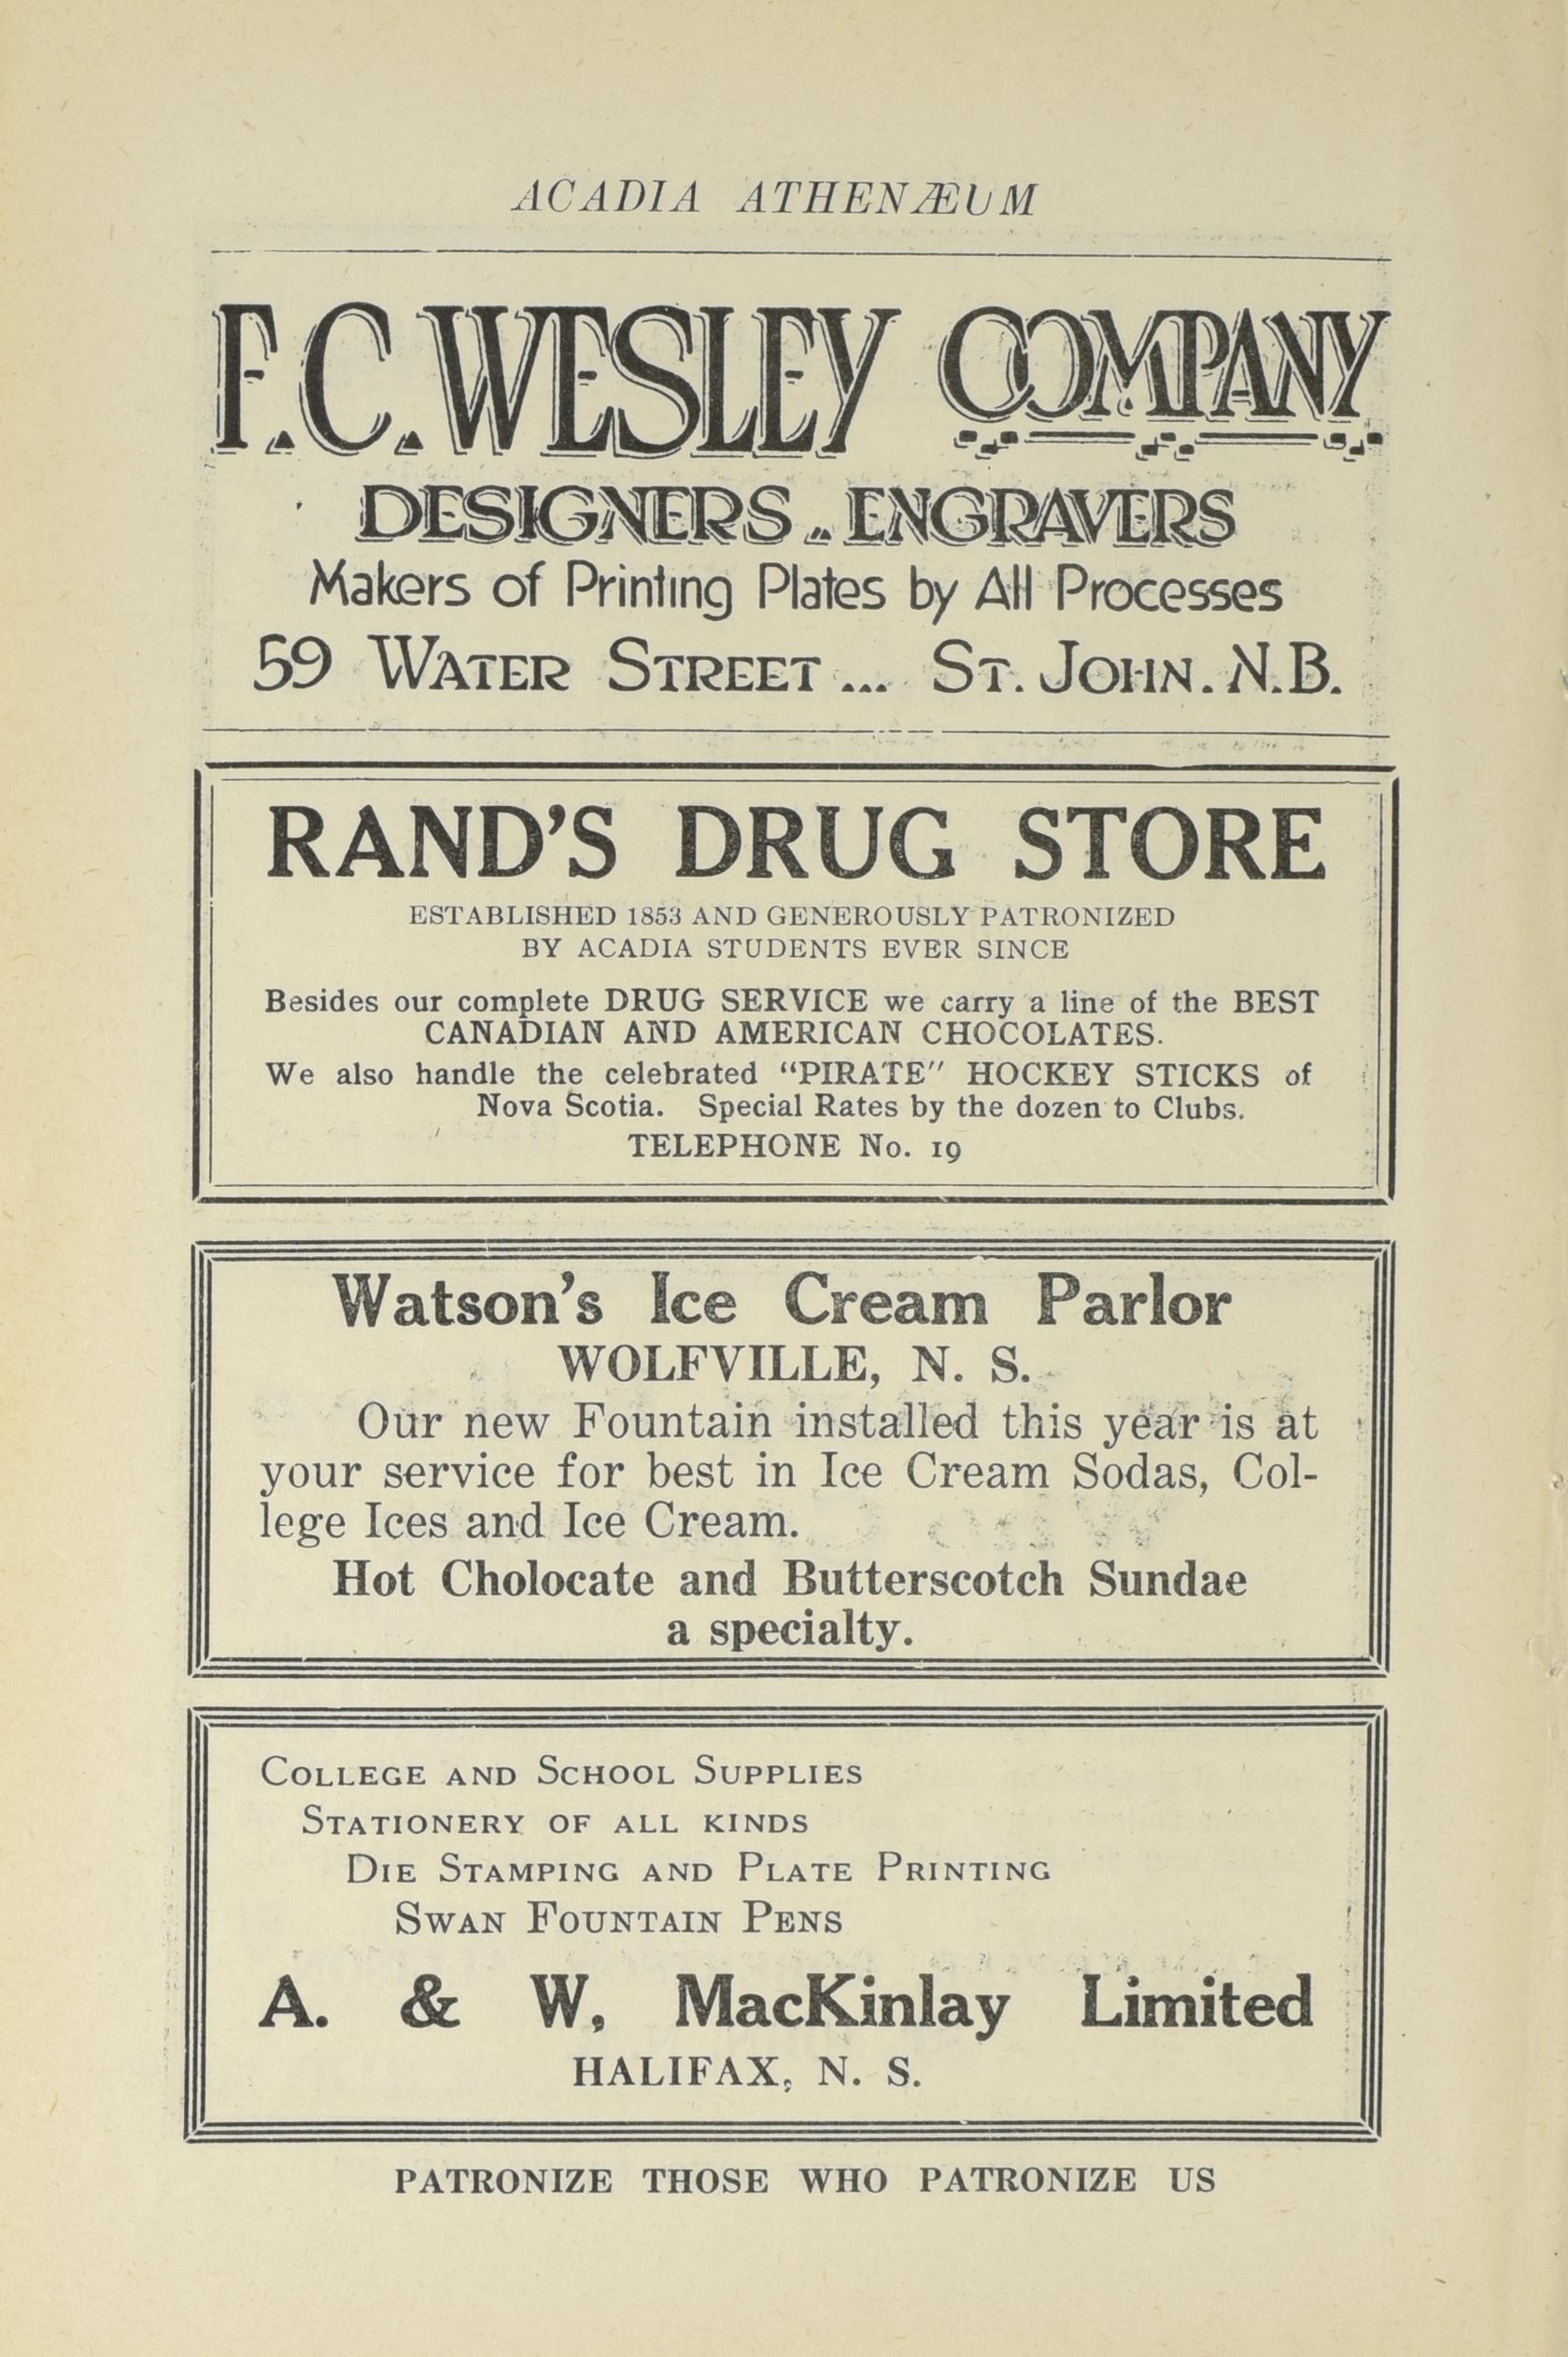 ACADIA ATHENÆUM
F.C. WESLEY COMPANY
DESIGNERS .. ENGRAVERS
Makers of Printing Plates by All Processes
59 WATER STREET ... ST. JOHN. N.B.
RAND'S DRUG STORE
ESTABLISHED 1853 AND GENEROUSLY PATRONIZED
BY ACADIA STUDENTS EVER SINCE
Besides our complete DRUG SERVICE we carry a line of the BEST
CANADIAN AND AMERICAN CHOCOLATES.
We also handle the celebrated "PIRATE" HOCKEY STICKS of
Nova Scotia. Special Rates by the dozen to Clubs.
TELEPHONE No. 19
Watson's Ice Cream Parlor
WOLFVILLE, N. S.
Our new Fountain installed this year is at
your service for best in Ice Cream Sodas, Col-
lege Ices and Ice Cream.
Hot Cholocate and Butterscotch Sundae
a specialty.
COLLEGE AND SCHOOL SUPPLIES
STATIONERY OF ALL KINDS
DIE STAMPING AND PLATE PRINTING
SWAN FOUNTAIN PENS
A. & W, MacKinlay Limited
HALIFAX, N. S.
PATRONIZE THOSE WHO PATRONIZE US